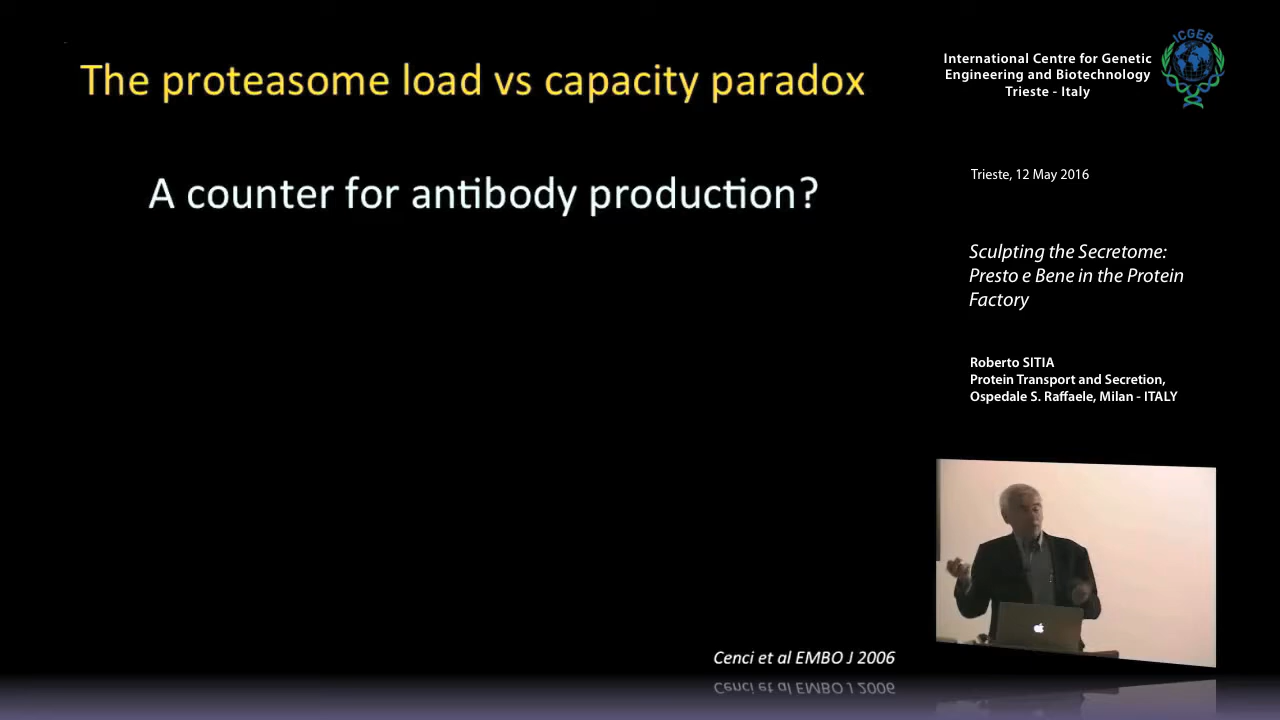 The proteasome load vs capacity paradox
A counter for antibody production?
Cenci et al EMBO J 2006
ICGEB
International Centre for Genetic
Engineering and Biotechnology
Trieste - Italy
Trieste, 12 May 2016
Sculpting the Secretome:
Presto e Bene in the Protein
Factory
Roberto SITIA
Protein Transport and Secretion,
Ospedale S. Raffaele, Milan - ITALY